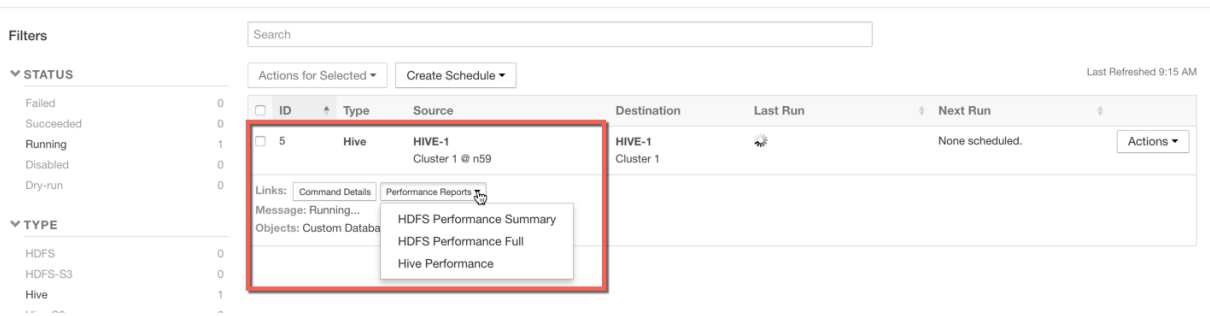 Filters
Search
STATUS
Actions for Selected
Create Schedule
Last Refreshed 9:15 AM
Failed 0
Succeeded 0
Running 1
Disabled 0
Dry-run 0
ID Type Source Destination Last Run Next Run
5 Hive HIVE-1 HIVE-1 None scheduled. Actions
Cluster 1 @ n59 Cluster 1
Links: Command Details Performance Reports
Message: Running...
Objects: Custom Databa
HDFS Performance Summary
HDFS Performance Full
Hive Performance
TYPE
HDFS 0
HDFS-S3 0
Hive 1